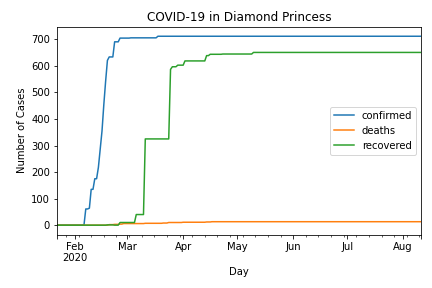 COVID-19 in Diamond Princess
Number of Cases
700
600
500
400
300
200
100
0
confirmed
deaths
recovered
Feb Mar Apr May Jun Jul Aug
2020
Day